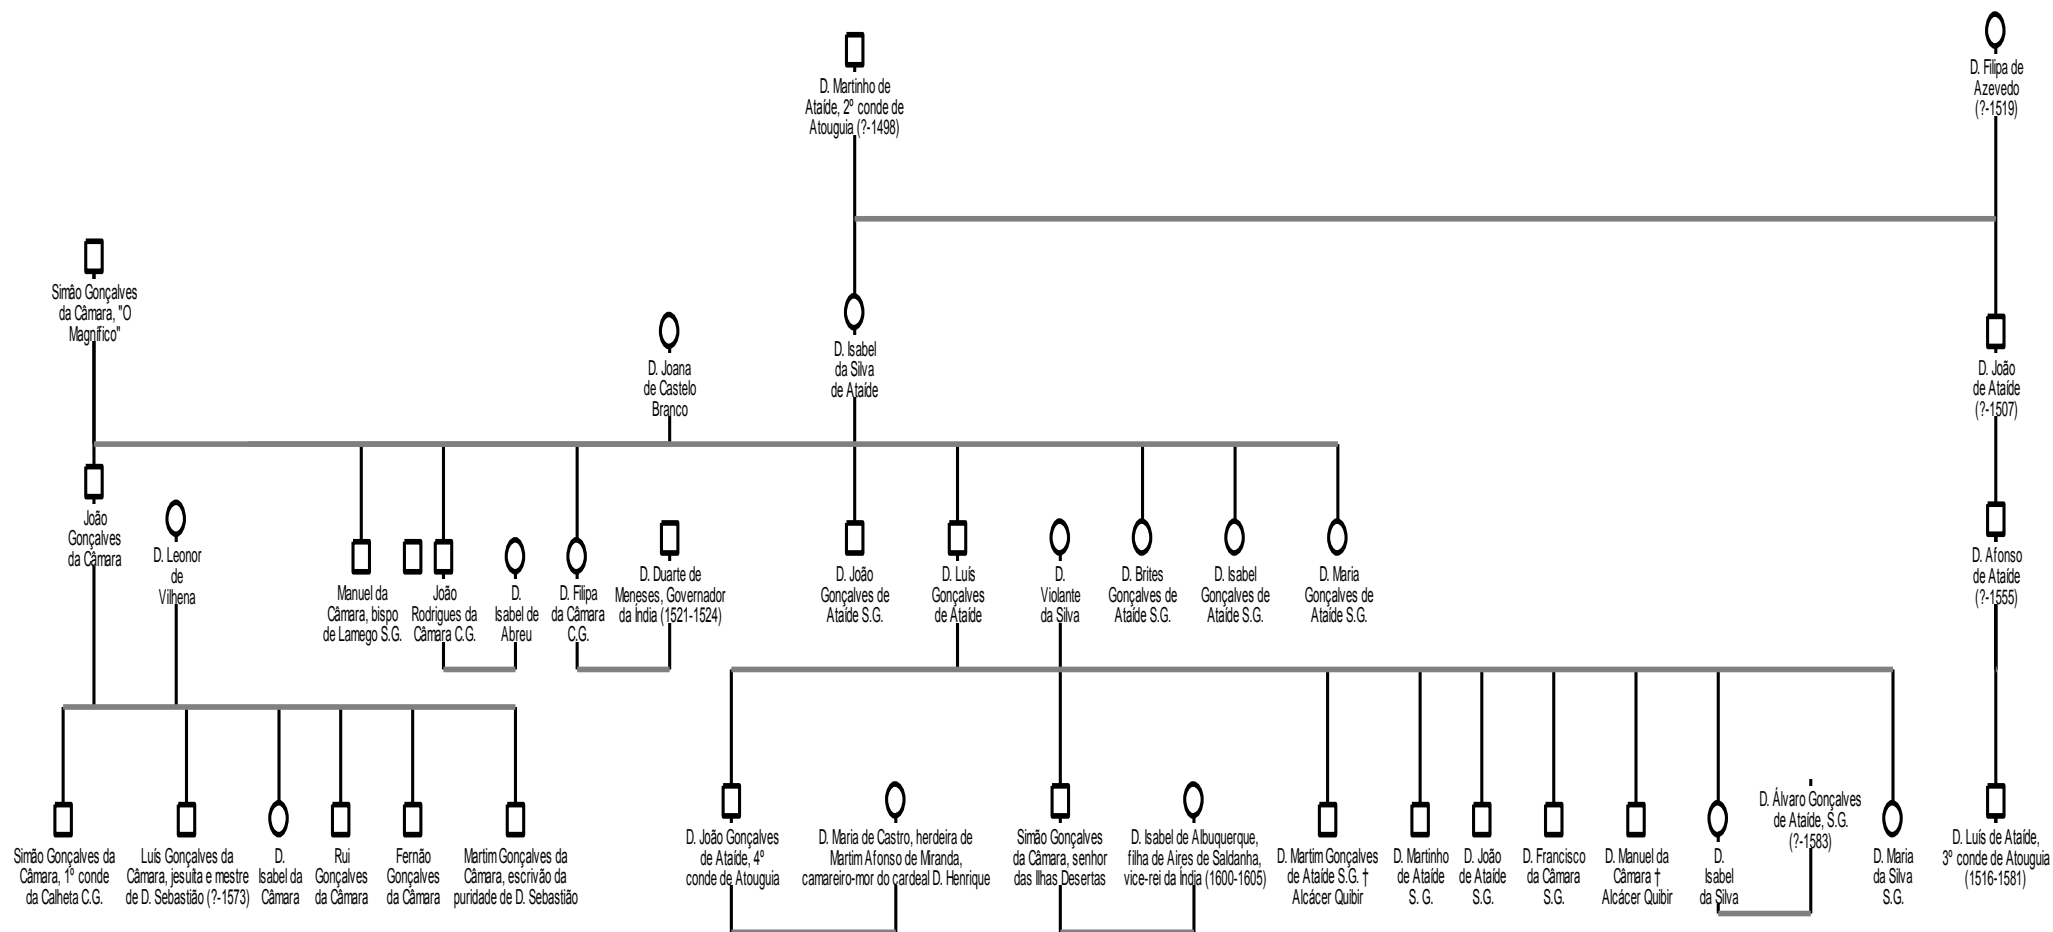 D. Filipa de
Azevedo
(?-1519)
D. Martinho de
Ataíde, 2º conde de
Atouguia (?-1498)
Simão Gonçalves
da Câmara, "O
Magnífico"
D. Joana
de Castelo
Branco
D. Isabel
da Silva
de Ataíde
D. João
de Ataíde
(?-1507)
João
Gonçalves
da Câmara
D. Leonor
de
Vilhena
Manuel da
Câmara, bispo
de Lamego S.G.
João
Rodrigues da
Câmara C.G.
D.
Isabel de
Abreu
D. Filipa
da Câmara
C.G.
D. Duarte de
Meneses, Governador
da Índia (1521-1524)
D. João
Gonçalves de
Ataíde S.G.
D. Luís
Gonçalves
de Ataíde
D.
Violante
da Silva
D. Brites
Gonçalves de
Ataíde S.G.
D. Isabel
Gonçalves de
Ataíde S.G.
D. Maria
Gonçalves de
Ataíde S.G.
D. Afonso
de Ataíde
(?-1555)
Simão Gonçalves da
Câmara, 1º conde
da Calheta C.G.
Luís Gonçalves da
Câmara, jesuíta e mestre
de D. Sebastião (?-1573)
D.
Isabel da
Câmara
Rui
Gonçalves
da Câmara
Fernão
Gonçalves
da Câmara
Martim Gonçalves da
Câmara, escrivão da
puridade de D. Sebastião
D. João Gonçalves
de Ataíde, 4º
conde de Atouguia
D. Maria de Castro, herdeira de
Martim Afonso de Miranda,
camareiro-mor do cardeal D. Henrique
Simão Gonçalves
da Câmara, senhor
das Ilhas Desertas
D. Isabel de Albuquerque,
filha de Aires de Saldanha,
vice-rei da Índia (1600-1605)
D. Martim Gonçalves
de Ataíde S.G. †
Alcácer Quibir
D. Martinho
de Ataíde
S. G.
D. João
de Ataíde
S.G.
D. Francisco
da Câmara
S.G.
D. Manuel da
Câmara †
Alcácer Quibir
D.
Isabel
da Silva
D. Álvaro Gonçalves
de Ataíde, S.G.
(?-1583)
D. Maria
da Silva
S.G.
D. Luís de Ataíde,
3º conde de Atouguia
(1516-1581)